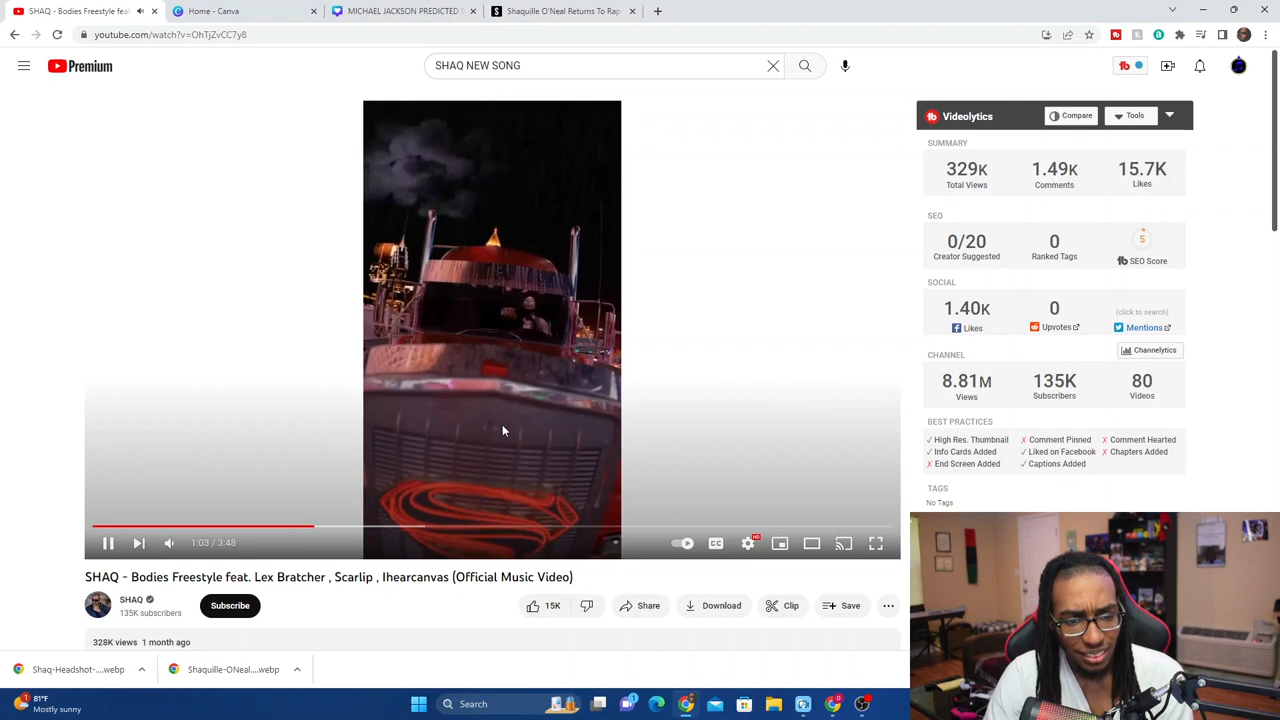 SHAQ - Bodies Freestyle feat
Home - Canva
MICHAEL JACKSON PREDICTED
Shaquille O'Neal Returns To Rap
youtube.com/watch?v=OhTjZvCC7y8
Premium
SHAQ NEW SONG
Videolytics
Compare
Tools
SUMMARY
329K
1.49K
15.7K
Total Views
Comments
Likes
SEO
0/20
0
5
Creator Suggested
Ranked Tags
SEO Score
SOCIAL
1.40K
0
(click to search)
Likes
Upvotes
Mentions
Channelytics
CHANNEL
8.81M
135K
80
Views
Subscribers
Videos
BEST PRACTICES
✓ High Res. Thumbnail
✗ Comment Pinned
✗ Comment Hearted
✓ Info Cards Added
✓ Liked on Facebook
✗ Chapters Added
✗ End Screen Added
✓ Captions Added
TAGS
No Tags
1:03 / 3:48
CC
HD
SHAQ - Bodies Freestyle feat. Lex Bratcher , Scarlip , Ihearcanvas (Official Music Video)
SHAQ
135K subscribers
Subscribe
15K
Share
Download
Clip
Save
328K views 1 month ago
Shaq-Headshot-....webp
Shaquille-ONeal....webp
81°F
Mostly sunny
Search